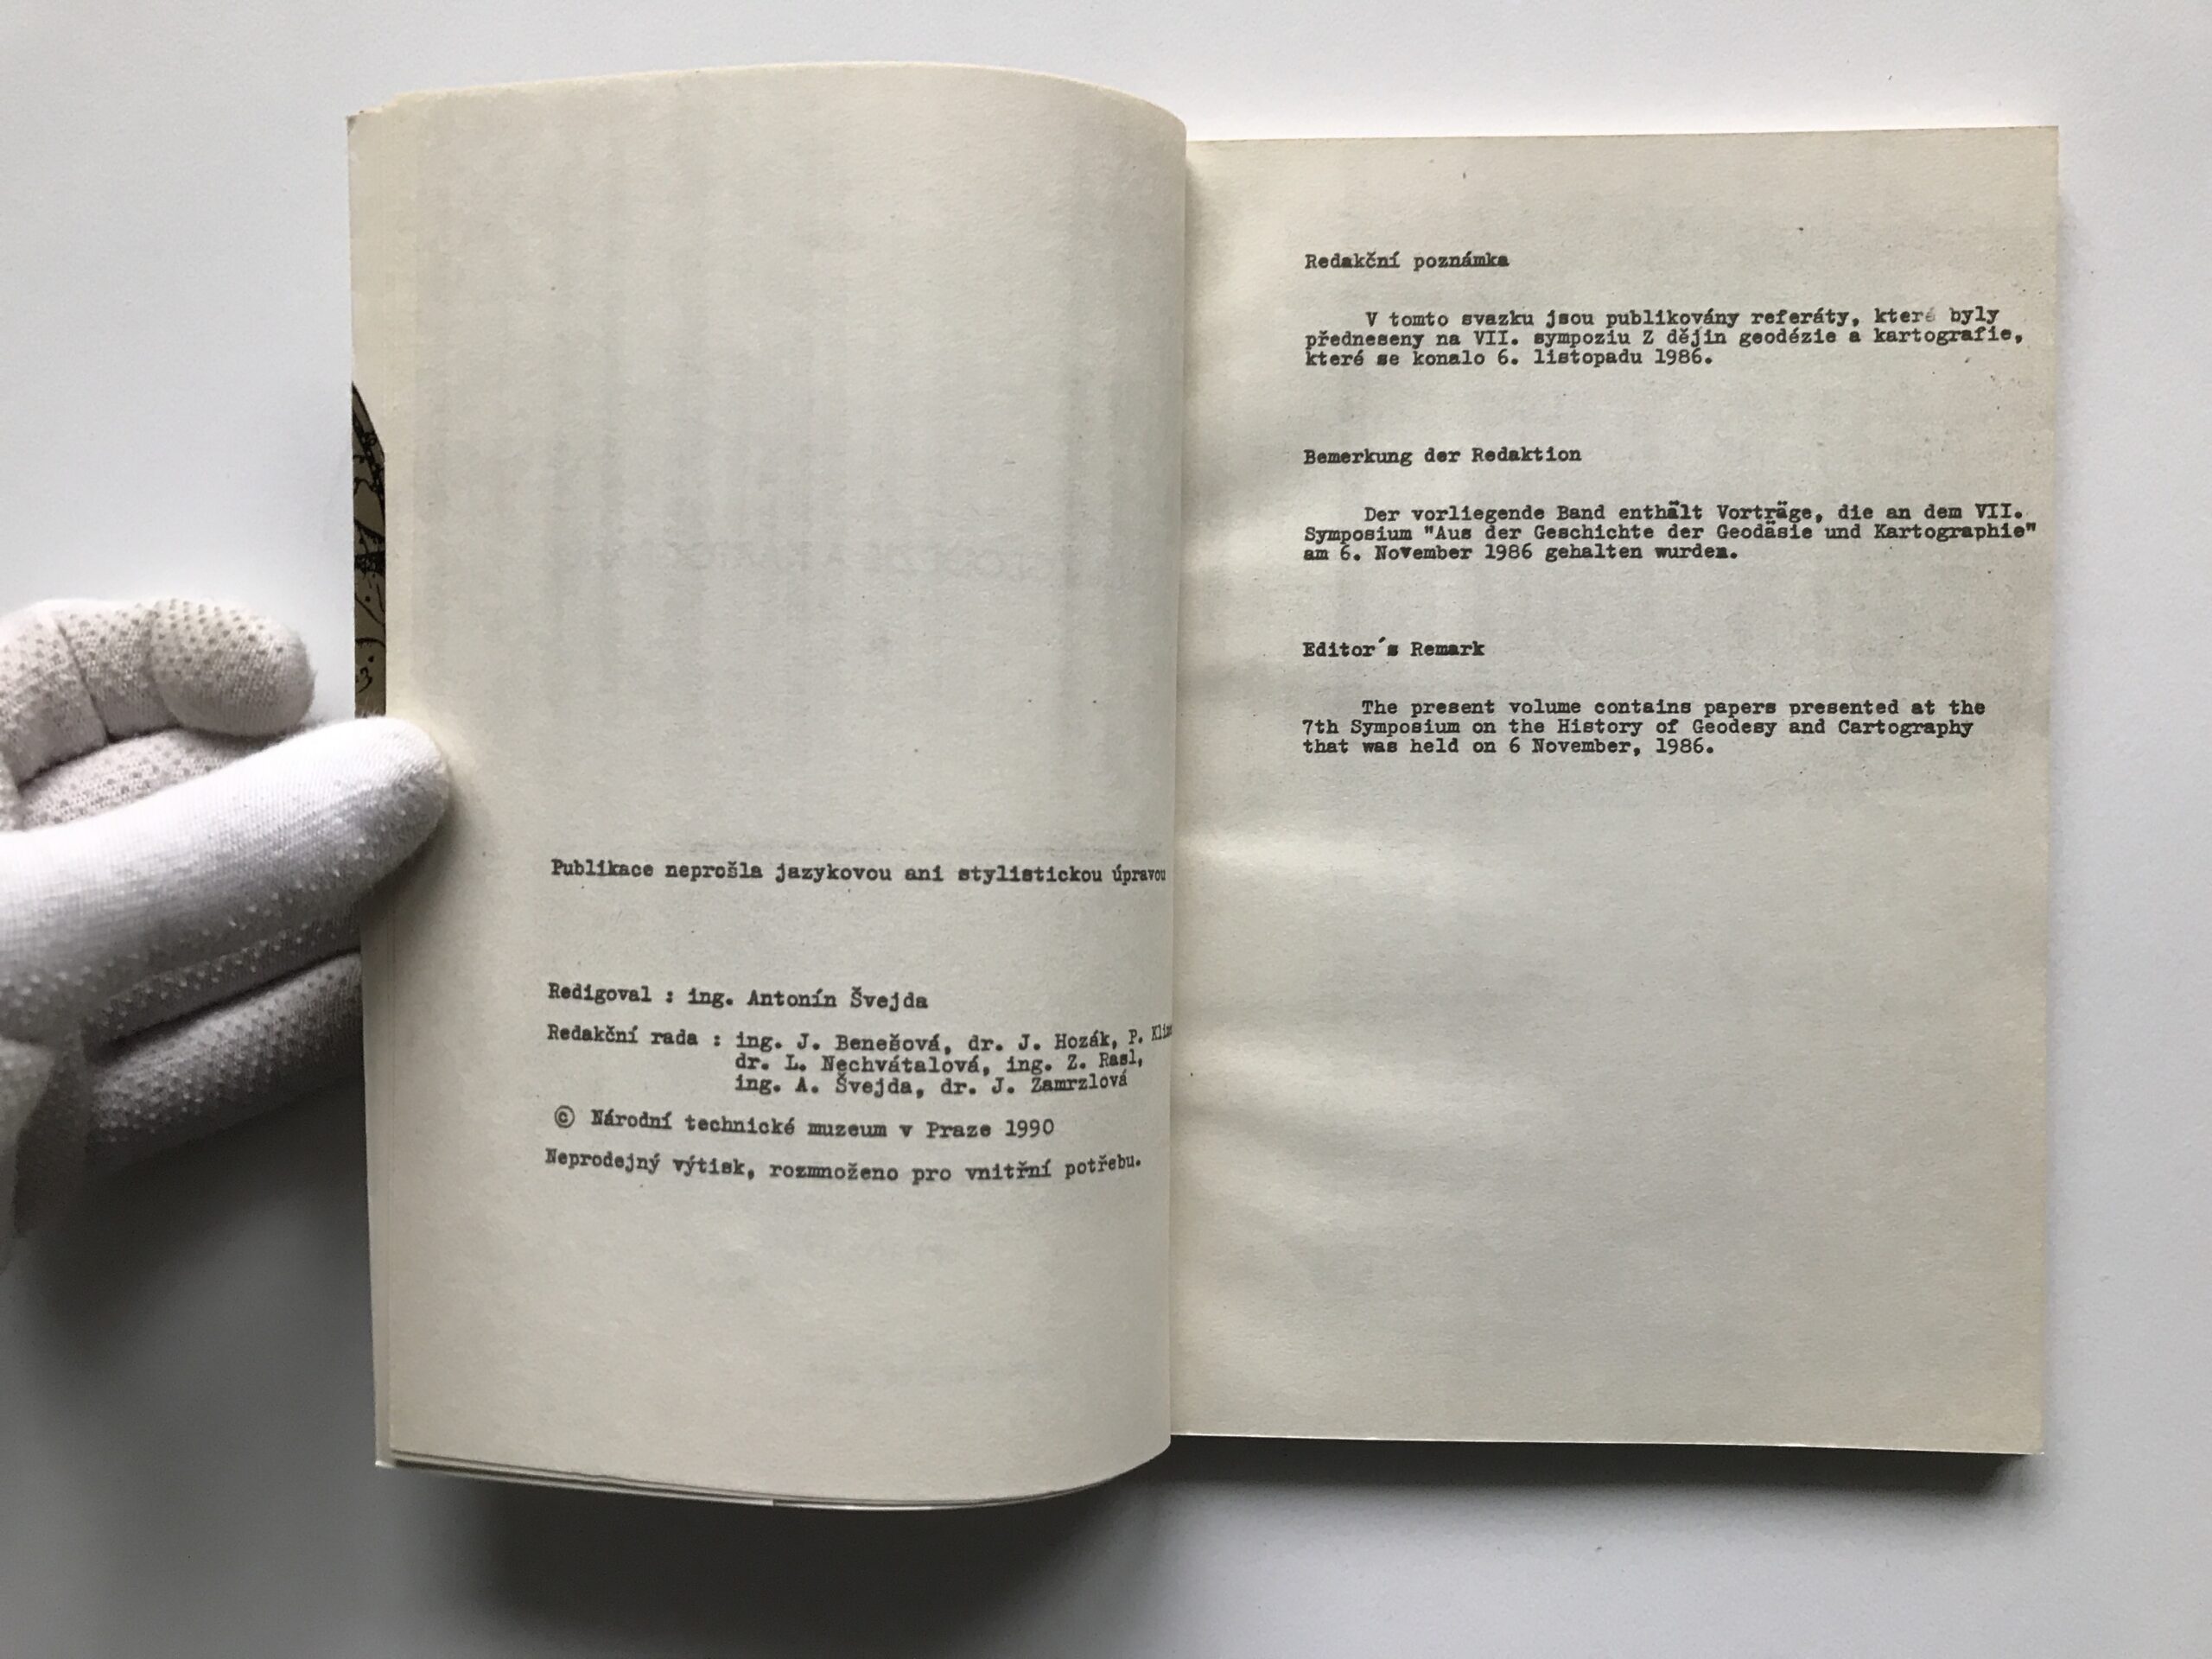 Publikace neprošla jazykovou ani stylistickou úpravou
Redigoval : ing. Antonín Švejda
Redakční rada : ing. J. Benešová, dr. J. Hozák, P.
dr. L. Nechvátalová, ing. Z. Rasl,
ing. A. Švejda, dr. J. Zamrzlová
© Národní technické muzeum v Praze 1990
Neprodejný výtisk, rozmnoženo pro vnitřní potřebu.
Redakční poznámka
V tomto svazku jsou publikovány referáty, které byly
předneseny na VII. sympoziu Z dějin geodézie a kartografie,
které se konalo 6. listopadu 1986.
Bemerkung der Redaktion
Der vorliegende Band enthält Vorträge, die an dem VII.
Symposium "Aus der Geschichte der Geodäsie und Kartographie"
am 6. November 1986 gehalten wurden.
Editor´s Remark
The present volume contains papers presented at the
7th Symposium on the History of Geodesy and Cartography
that was held on 6 November, 1986.